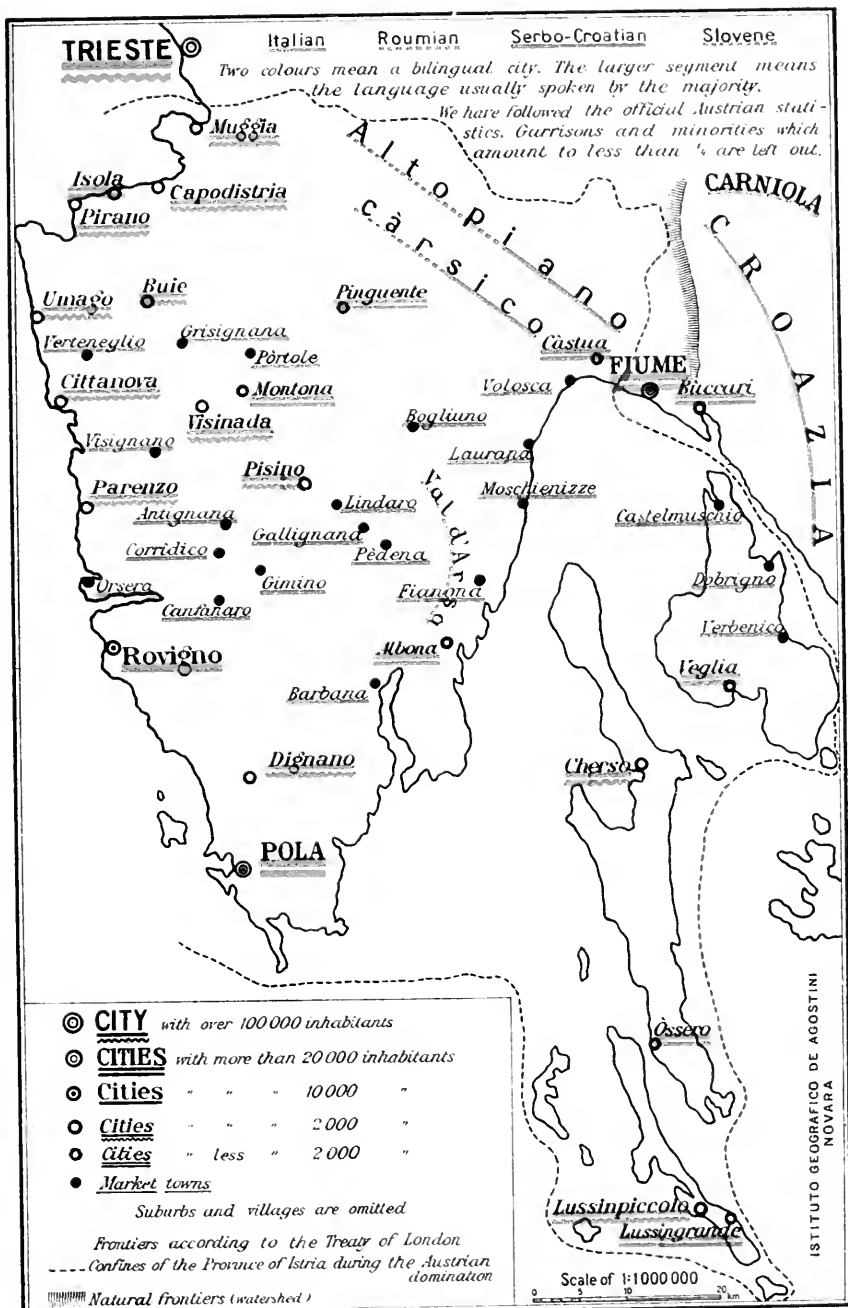 TRIESTE
Italian Roumian Serbo-Croatian Slovene
Two colours mean a bilingual city. The larger segment means
the language usually spoken by the majority.
We have followed the official Austrian stati-
stics. Garrisons and minorities which
amount to less than ¼ are left out.
Muggia
Altopiano
càrsico
CARNIOLA
CROAZIA
Isola
Capodistria
Pirano
Buie
Pinguente
Umago
Grisignana
Verteneglio
Pòrtole
Càstua
FIUME
Cittanova
Montona
Volosca
Buccari
Visinada
Bogliuno
Visignano
Laurana
Pisino
Parenzo
Lindaro
Moschienizze
Castelmuschio
Antignana
Gallignana
Val d'Arsa
Corridico
Pèdena
Orsera
Gimino
Fianona
Dobrigno
Canfanaro
Verbenico
Rovigno
Albona
Veglia
Barbana
Dignano
Cherso
POLA
Òssero
CITY with over 100 000 inhabitants
CITIES with more than 20 000 inhabitants
Cities " " " 10 000 "
Cities " " " 2 000 "
Cities " less " 2 000 "
Market towns
Suburbs and villages are omitted
Frontiers according to the Treaty of London
Confines of the Province of Istria during the Austrian
domination
Natural frontiers (watershed)
Lussinpiccolo
Lussingrande
Scale of 1:1 000 000
0 5 10 20 km
ISTITUTO GEOGRAFICO DE AGOSTINI
NOVARA